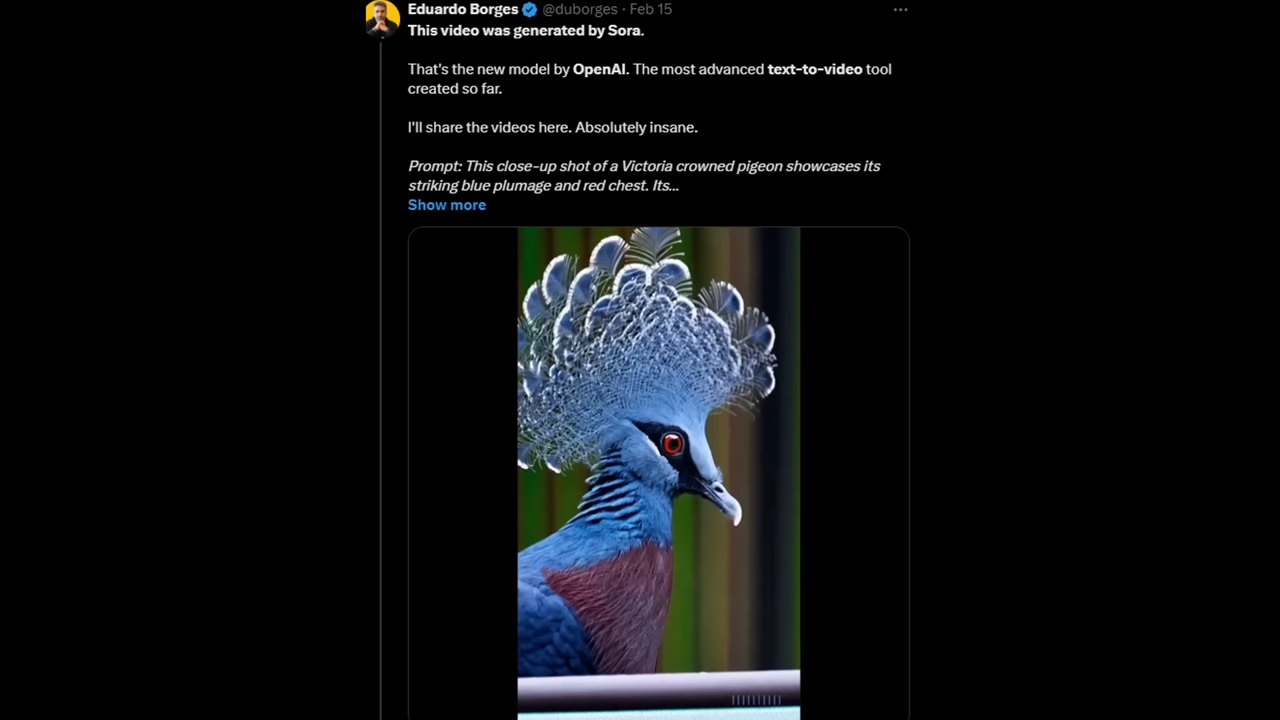 Eduardo Borges @duborges · Feb 15
This video was generated by Sora.
That's the new model by OpenAI. The most advanced text-to-video tool
created so far.
I'll share the videos here. Absolutely insane.
Prompt: This close-up shot of a Victoria crowned pigeon showcases its
striking blue plumage and red chest. Its...
Show more